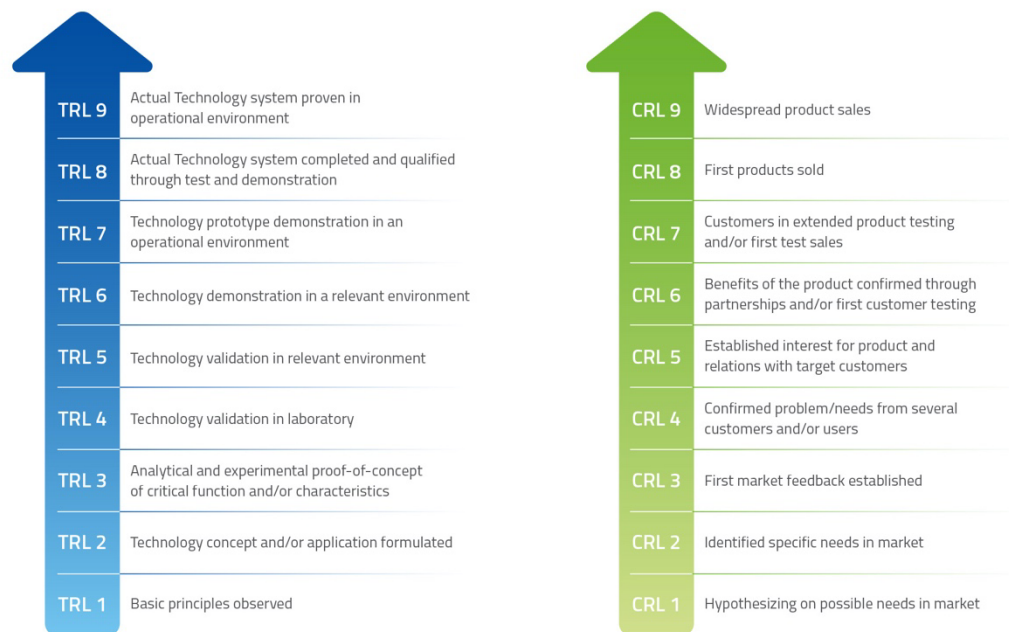 TRL 9
Actual Technology system proven in
operational environment
TRL 8
Actual Technology system completed and qualified
through test and demonstration
TRL 7
Technology prototype demonstration in an
operational environment
TRL 6
Technology demonstration in a relevant environment
TRL 5
Technology validation in relevant environment
TRL 4
Technology validation in laboratory
TRL 3
Analytical and experimental proof-of-concept
of critical function and/or characteristics
TRL 2
Technology concept and/or application formulated
TRL 1
Basic principles observed
CRL 9
Widespread product sales
CRL 8
First products sold
CRL 7
Customers in extended product testing
and/or first test sales
CRL 6
Benefits of the product confirmed through
partnerships and/or first customer testing
CRL 5
Established interest for product and
relations with target customers
CRL 4
Confirmed problem/needs from several
customers and/or users
CRL 3
First market feedback established
CRL 2
Identified specific needs in market
CRL 1
Hypothesizing on possible needs in market